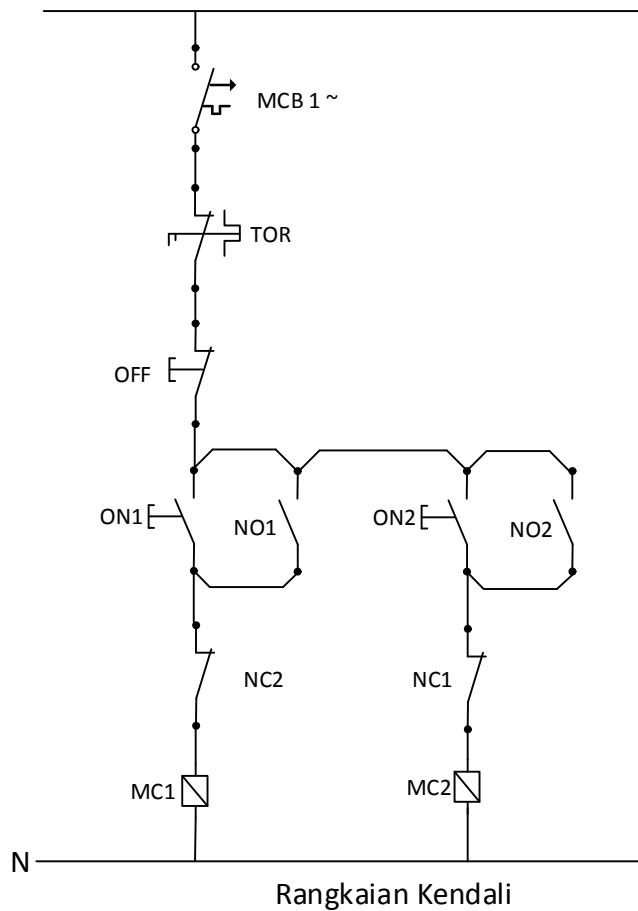 MCB 1 ~
TOR
OFF
ON1
NO1
ON2
NO2
NC2
NC1
MC1
MC2
N
Rangkaian Kendali